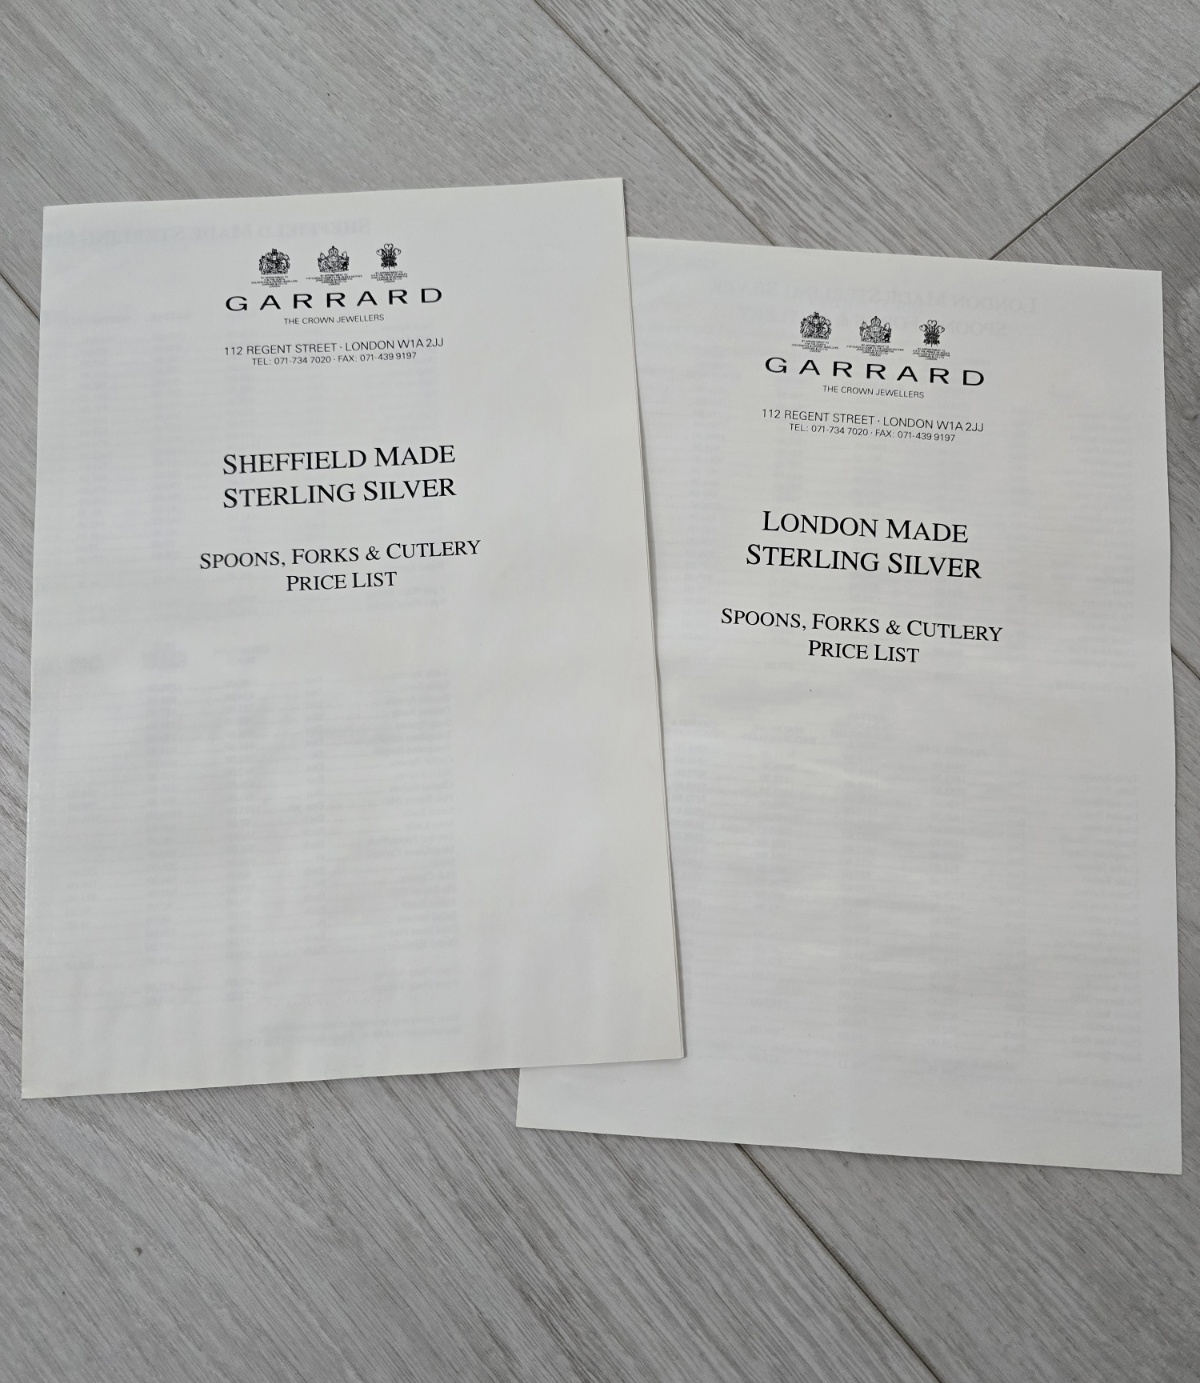 GARRARD
THE CROWN JEWELLERS
112 REGENT STREET · LONDON W1A 2JJ
TEL: 071-734 7020 · FAX: 071-439 9197
SHEFFIELD MADE
STERLING SILVER
SPOONS, FORKS & CUTLERY
PRICE LIST
GARRARD
THE CROWN JEWELLERS
112 REGENT STREET · LONDON W1A 2JJ
TEL: 071-734 7020 · FAX: 071-439 9197
LONDON MADE
STERLING SILVER
SPOONS, FORKS & CUTLERY
PRICE LIST